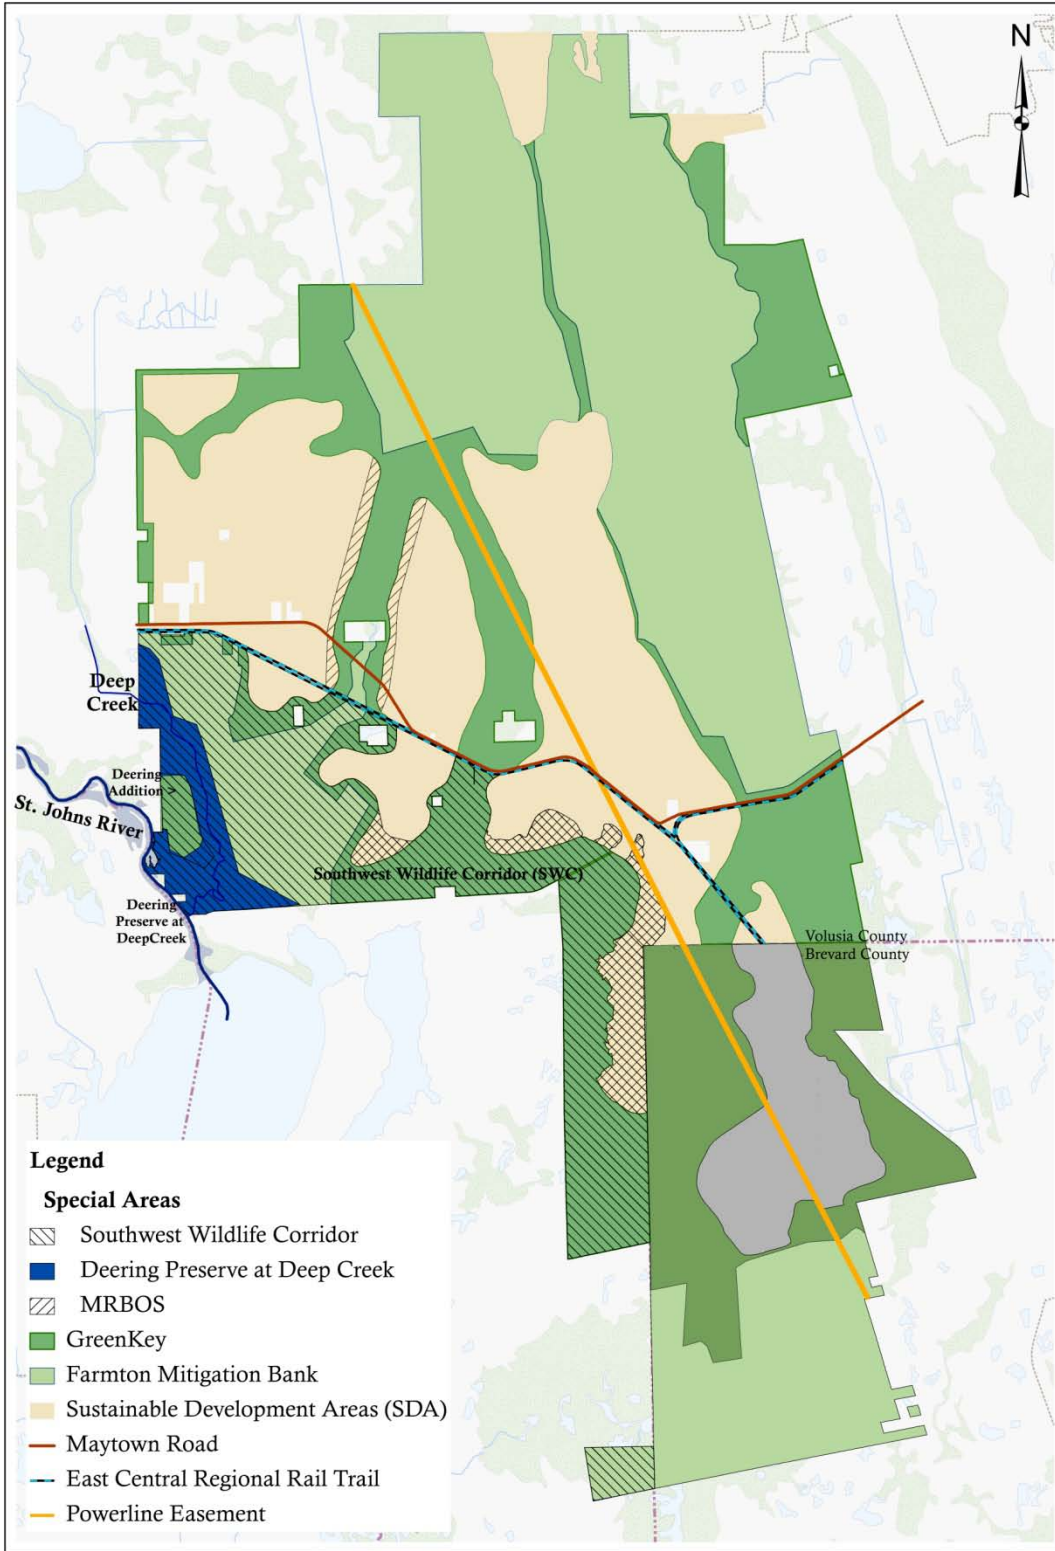 N
Deep
Creek
Deering
Addition >
St. Johns River
Deering
Preserve at
DeepCreek
Southwest Wildlife Corridor (SWC)
Volusia County
Brevard County
Legend
Special Areas
Southwest Wildlife Corridor
Deering Preserve at Deep Creek
MRBOS
GreenKey
Farmton Mitigation Bank
Sustainable Development Areas (SDA)
Maytown Road
East Central Regional Rail Trail
Powerline Easement